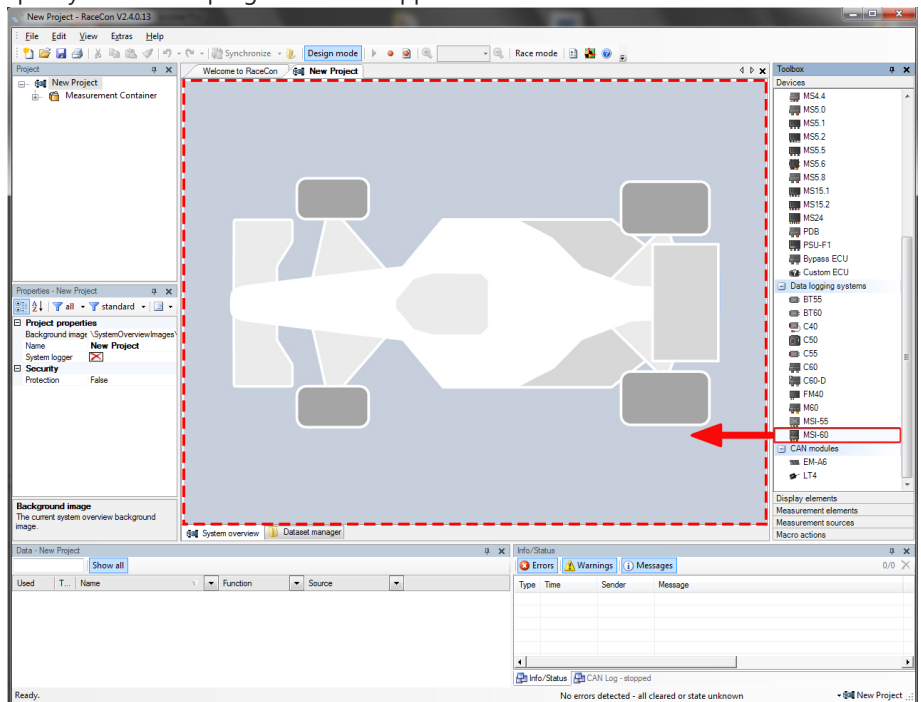 New Project - RaceCon V2.4.0.13
File Edit View Extras Help
Synchronize Design mode Race mode
Project
New Project
Measurement Container
Welcome to RaceCon New Project
Toolbox
Devices
MS4.4
MS5.0
MS5.1
MS5.2
MS5.5
MS5.6
MS5.8
MS15.1
MS15.2
MS24
PDB
PSU-F1
Bypass ECU
Custom ECU
Data logging systems
BT55
BT60
C40
C50
C55
C60
C60-D
FM40
M60
MSI-55
MSI-60
CAN modules
EM-A6
LT4
Display elements
Measurement elements
Measurement sources
Macro actions
Properties - New Project
all standard
Project properties
Background image \SystemOverviewImages\
Name New Project
System logger
Security
Protection False
Background image
The current system overview background
image.
System overview Dataset manager
Data - New Project
Show all
Used T... Name Function Source
Info/Status
Errors Warnings Messages 0/0
Type Time Sender Message
Info/Status CAN Log - stopped
Ready. No errors detected - all cleared or state unknown New Project